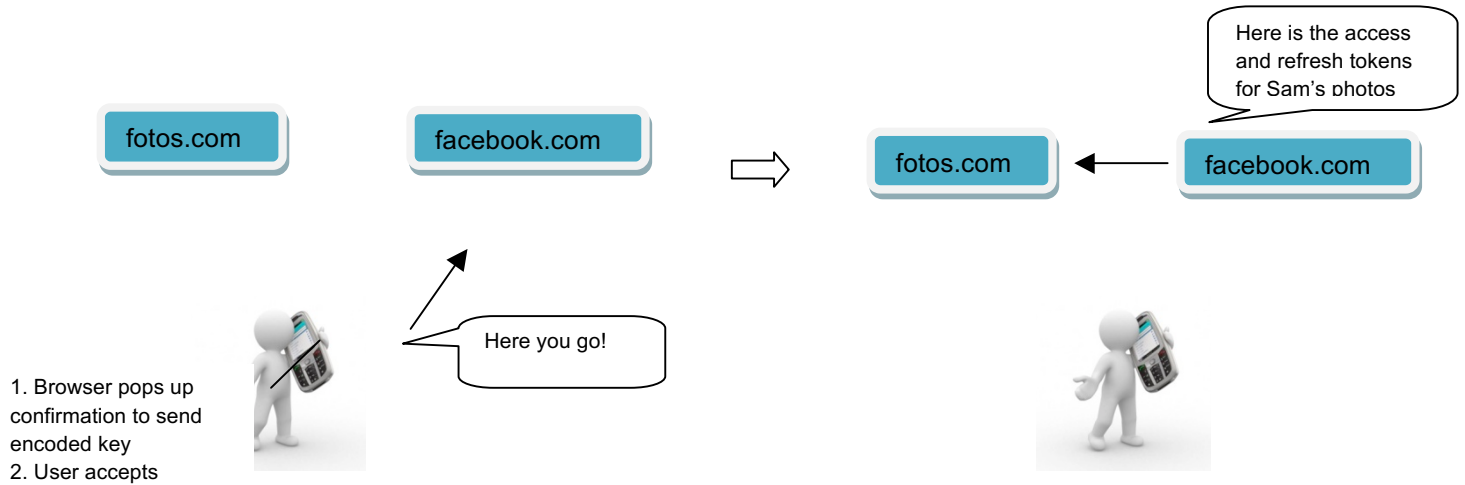 Here is the access
and refresh tokens
for Sam's photos
fotos.com
facebook.com
fotos.com
facebook.com
Here you go!
1. Browser pops up
confirmation to send
encoded key
2. User accepts